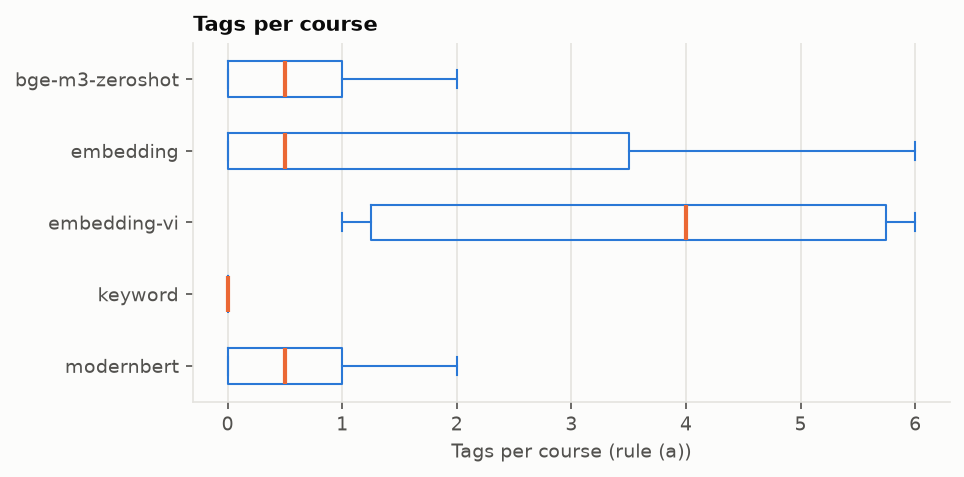 Tags per course
bge-m3-zeroshot
embedding
embedding-vi
keyword
modernbert
0 1 2 3 4 5 6
Tags per course (rule (a))